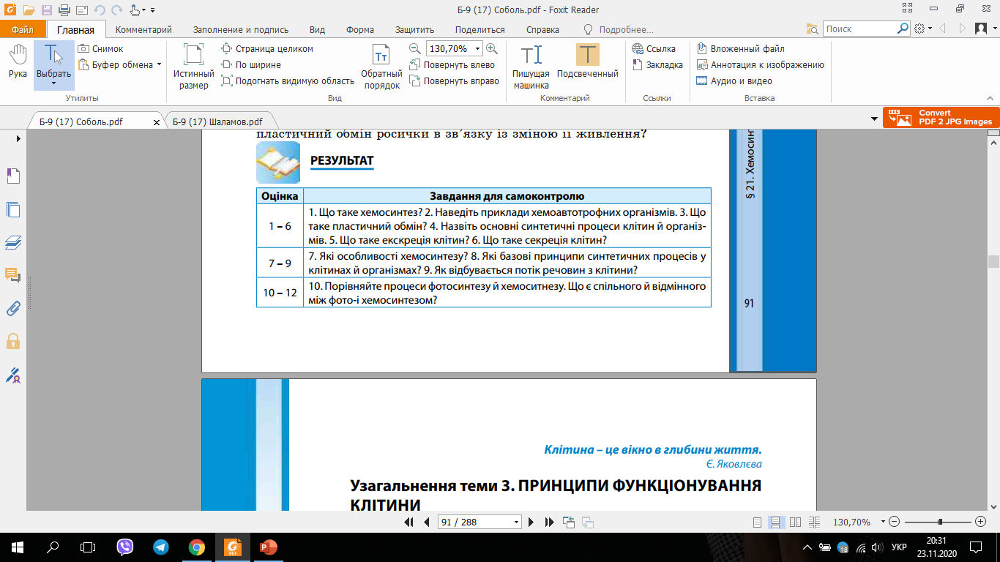 Б-9 (17) Соболь.pdf - Foxit Reader
Файл Главная Комментарий Заполнение и подпись Вид Форма Защитить Поделиться Справка Подробнее... Поиск
Рука
Выбрать
Снимок
Буфер обмена
Утилиты
Истинный размер
Страница целиком
По ширине
Подогнать видимую область
Обратный порядок
130,70%
Повернуть влево
Повернуть вправо
Вид
Пишущая машинка
Подсвеченный
Комментарий
Ссылка
Закладка
Ссылки
Вложенный файл
Аннотация к изображению
Аудио и видео
Вставка
Б-9 (17) Соболь.pdf Б-9 (17) Шаламов.pdf
Convert
PDF 2 JPG Images
пластичний обмін росички в зв’язку із зміною її живлення?
РЕЗУЛЬТАТ
Оцінка Завдання для самоконтролю
1 – 6
1. Що таке хемосинтез? 2. Наведіть приклади хемоавтотрофних організмів. 3. Що
таке пластичний обмін? 4. Назвіть основні синтетичні процеси клітин й організ-
мів. 5. Що таке екскреція клітин? 6. Що таке секреція клітин?
7 – 9
7. Які особливості хемосинтезу? 8. Які базові принципи синтетичних процесів у
клітинах й організмах? 9. Як відбувається потік речовин з клітини?
10 – 12
10. Порівняйте процеси фотосинтезу й хемоситнезу. Що є спільного й відмінного
між фото-і хемосинтезом?
§ 21. Хемосинт
91
Клітина – це вікно в глибини життя.
Є. Яковлєва
Узагальнення теми 3. ПРИНЦИПИ ФУНКЦІОНУВАННЯ
КЛІТИНИ
91 / 288
130,70%
УКР
20:31
23.11.2020